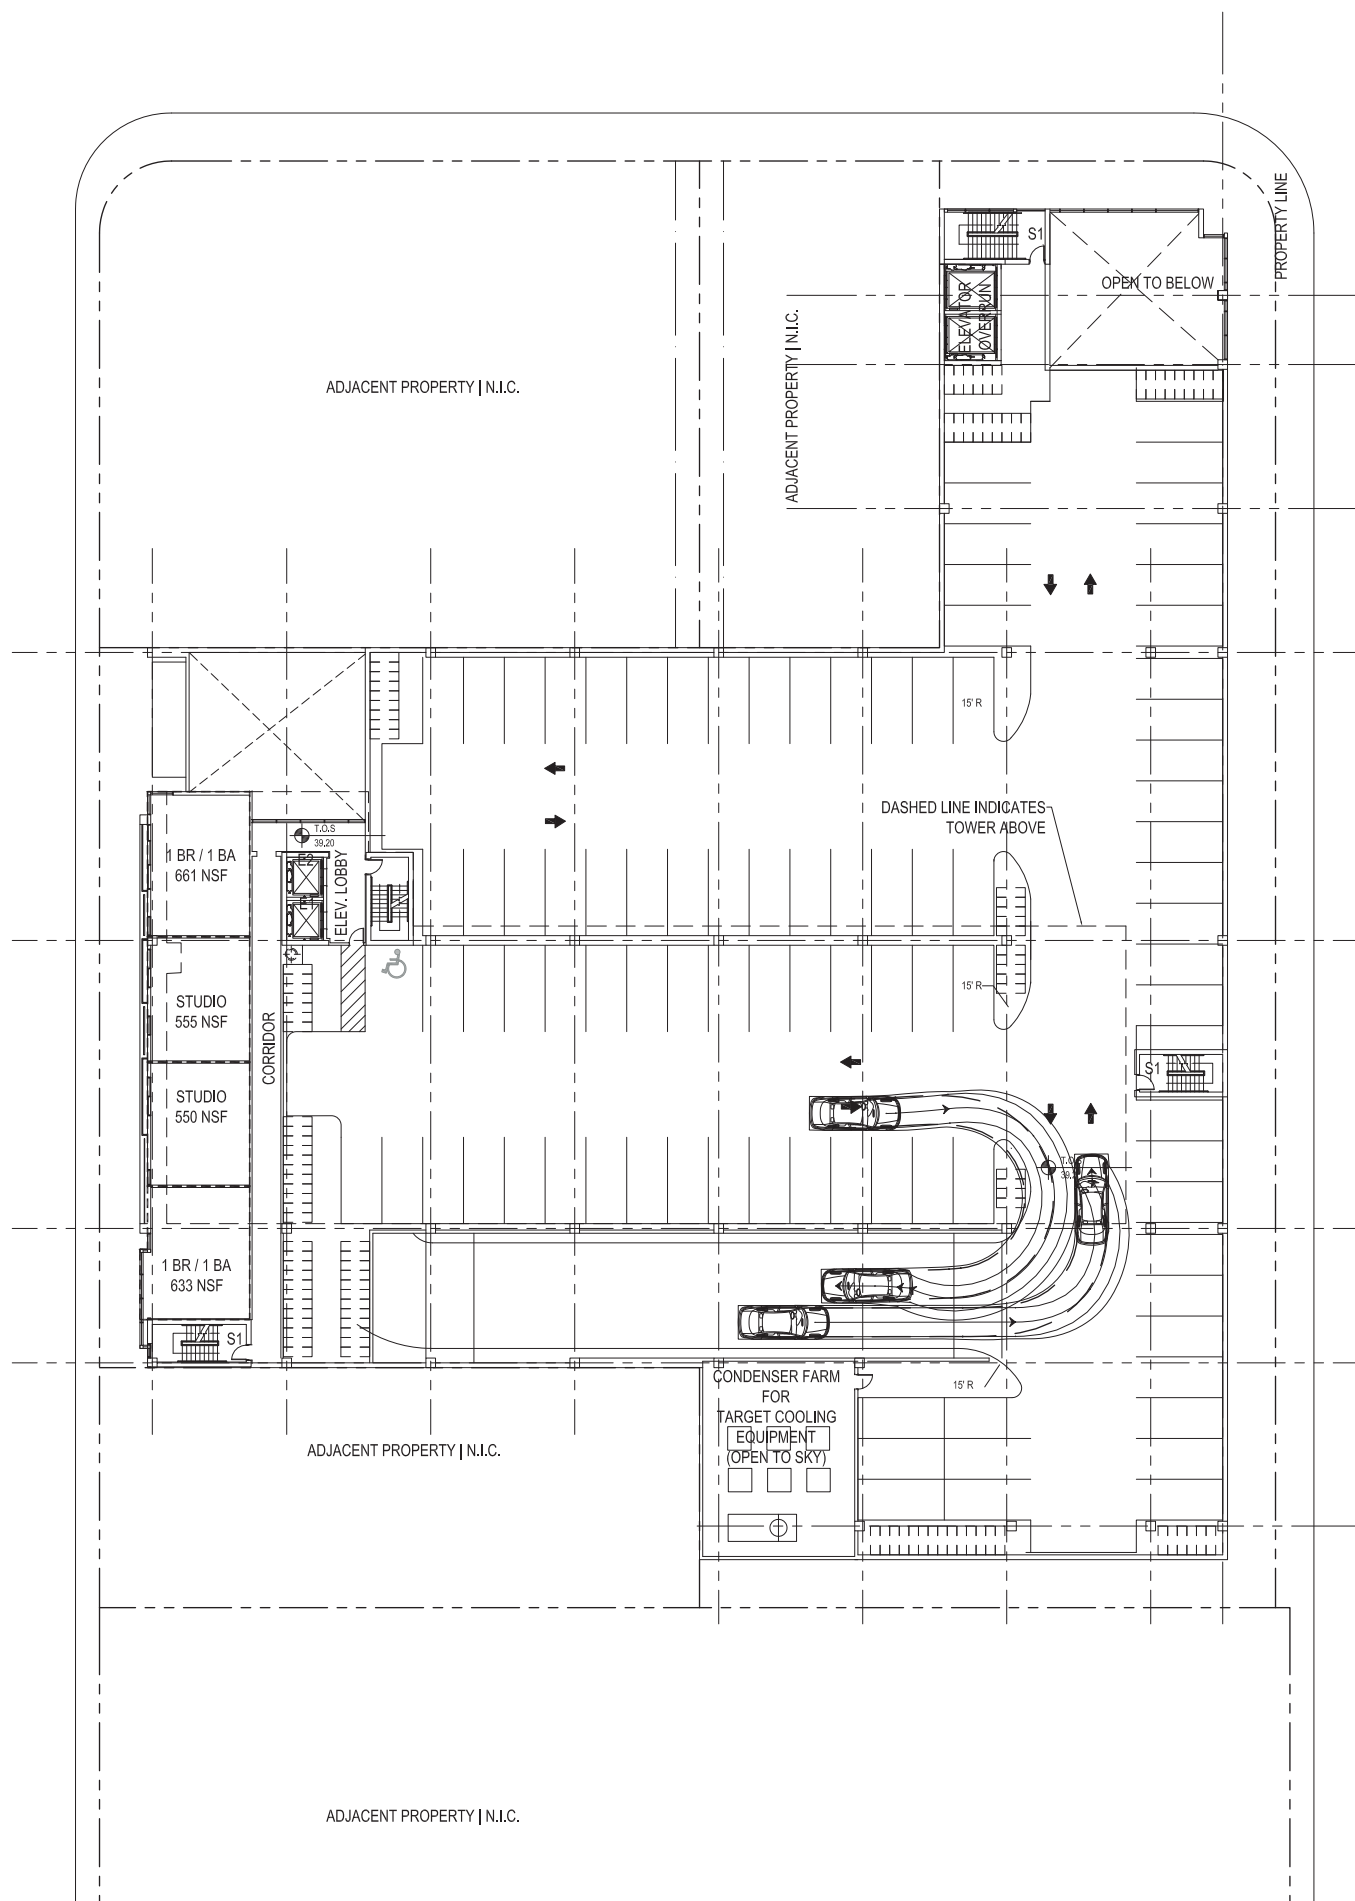 PROPERTY LINE
S1
OPEN TO BELOW
ELEVATOR
OVERRUN
ADJACENT PROPERTY | N.I.C.
ADJACENT PROPERTY | N.I.C.
15' R
DASHED LINE INDICATES
TOWER ABOVE
T.O.S
39.20
1 BR / 1 BA
661 NSF
E2
E1
ELEV. LOBBY
STUDIO
555 NSF
15' R
CORRIDOR
S1
STUDIO
550 NSF
T.O.S
1 BR / 1 BA
633 NSF
S1
CONDENSER FARM
FOR
TARGET COOLING
EQUIPMENT
(OPEN TO SKY)
15' R
ADJACENT PROPERTY | N.I.C.
ADJACENT PROPERTY | N.I.C.